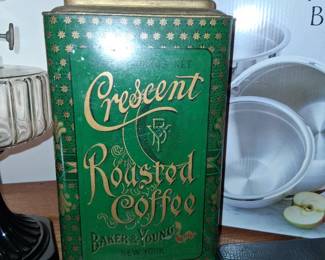 Crescent
Roasted
Coffee
BAKER & YOUNG
NEW YORK
B